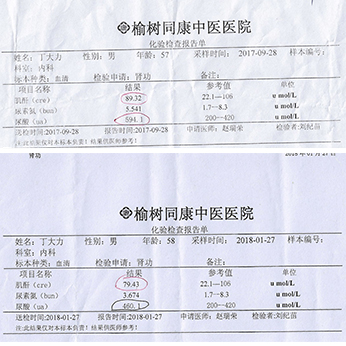 榆树同康中医医院
化验检查报告单
姓名：丁大力 性别：男 年龄：57 采样时间：2017-09-28 样本编号：
科室：内科
标本种类：血清 检验申请：肾功 备注：
项目名称 结果 参考值 单位
肌酐（cre） 89.32 22.1—106 u mol/L
尿素氮（bun） 5.541 1.7—8.3 u mol/L
尿酸（ua） 594.1 200—420 u mol/L
送检时间:2017-09-28 报告时间:2017-09-28 申请医师：赵瑞荣 检验者:刘纪苗
注:此结果仅对本标本负责！结果供医师参考！
肾功
榆树同康中医医院
化验检查报告单
姓名：丁大力 性别：男 年龄：58 采样时间：2018-01-27 样本编号：
科室：内科
标本种类：血清 检验申请：肾功 备注：
项目名称 结果 参考值 单位
肌酐（cre） 79.43 22.1—106 u mol/L
尿素氮（bun） 3.674 1.7—8.3 u mol/L
尿酸（ua） 460.1 200—420 u mol/L
送检时间:2018-01-27 报告时间:2018-01-27 申请医师：赵瑞荣 检验者:刘纪苗
注:此结果仅对本标本负责！结果供医师参考！